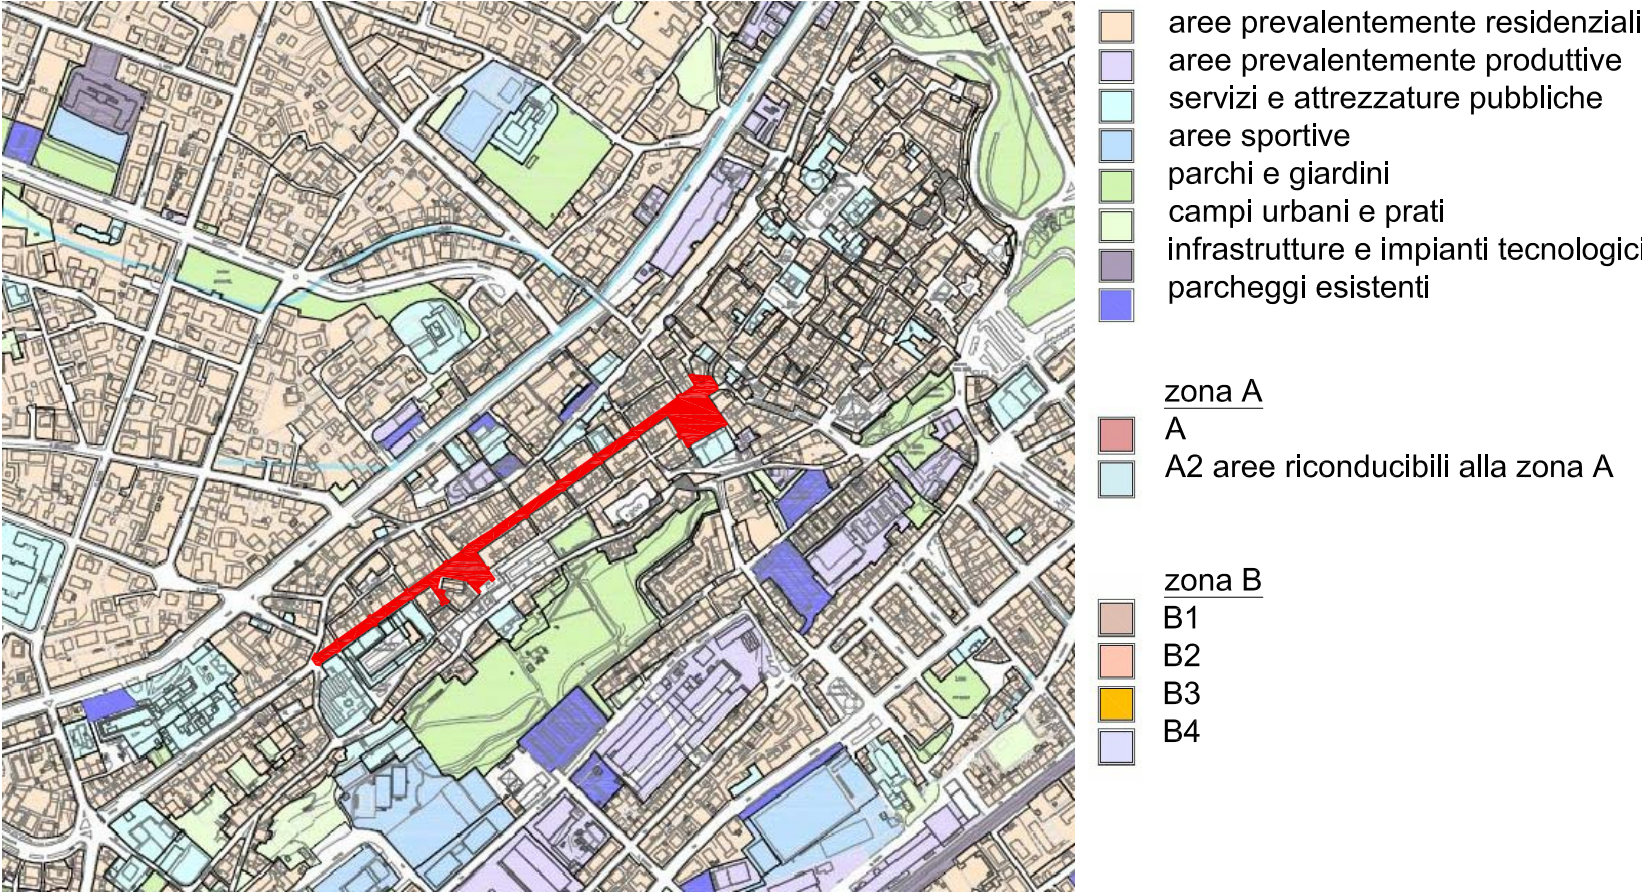 aree prevalentemente residenziali
aree prevalentemente produttive
servizi e attrezzature pubbliche
aree sportive
parchi e giardini
campi urbani e prati
infrastrutture e impianti tecnologici
parcheggi esistenti
zona A
A
A2 aree riconducibili alla zona A
zona B
B1
B2
B3
B4